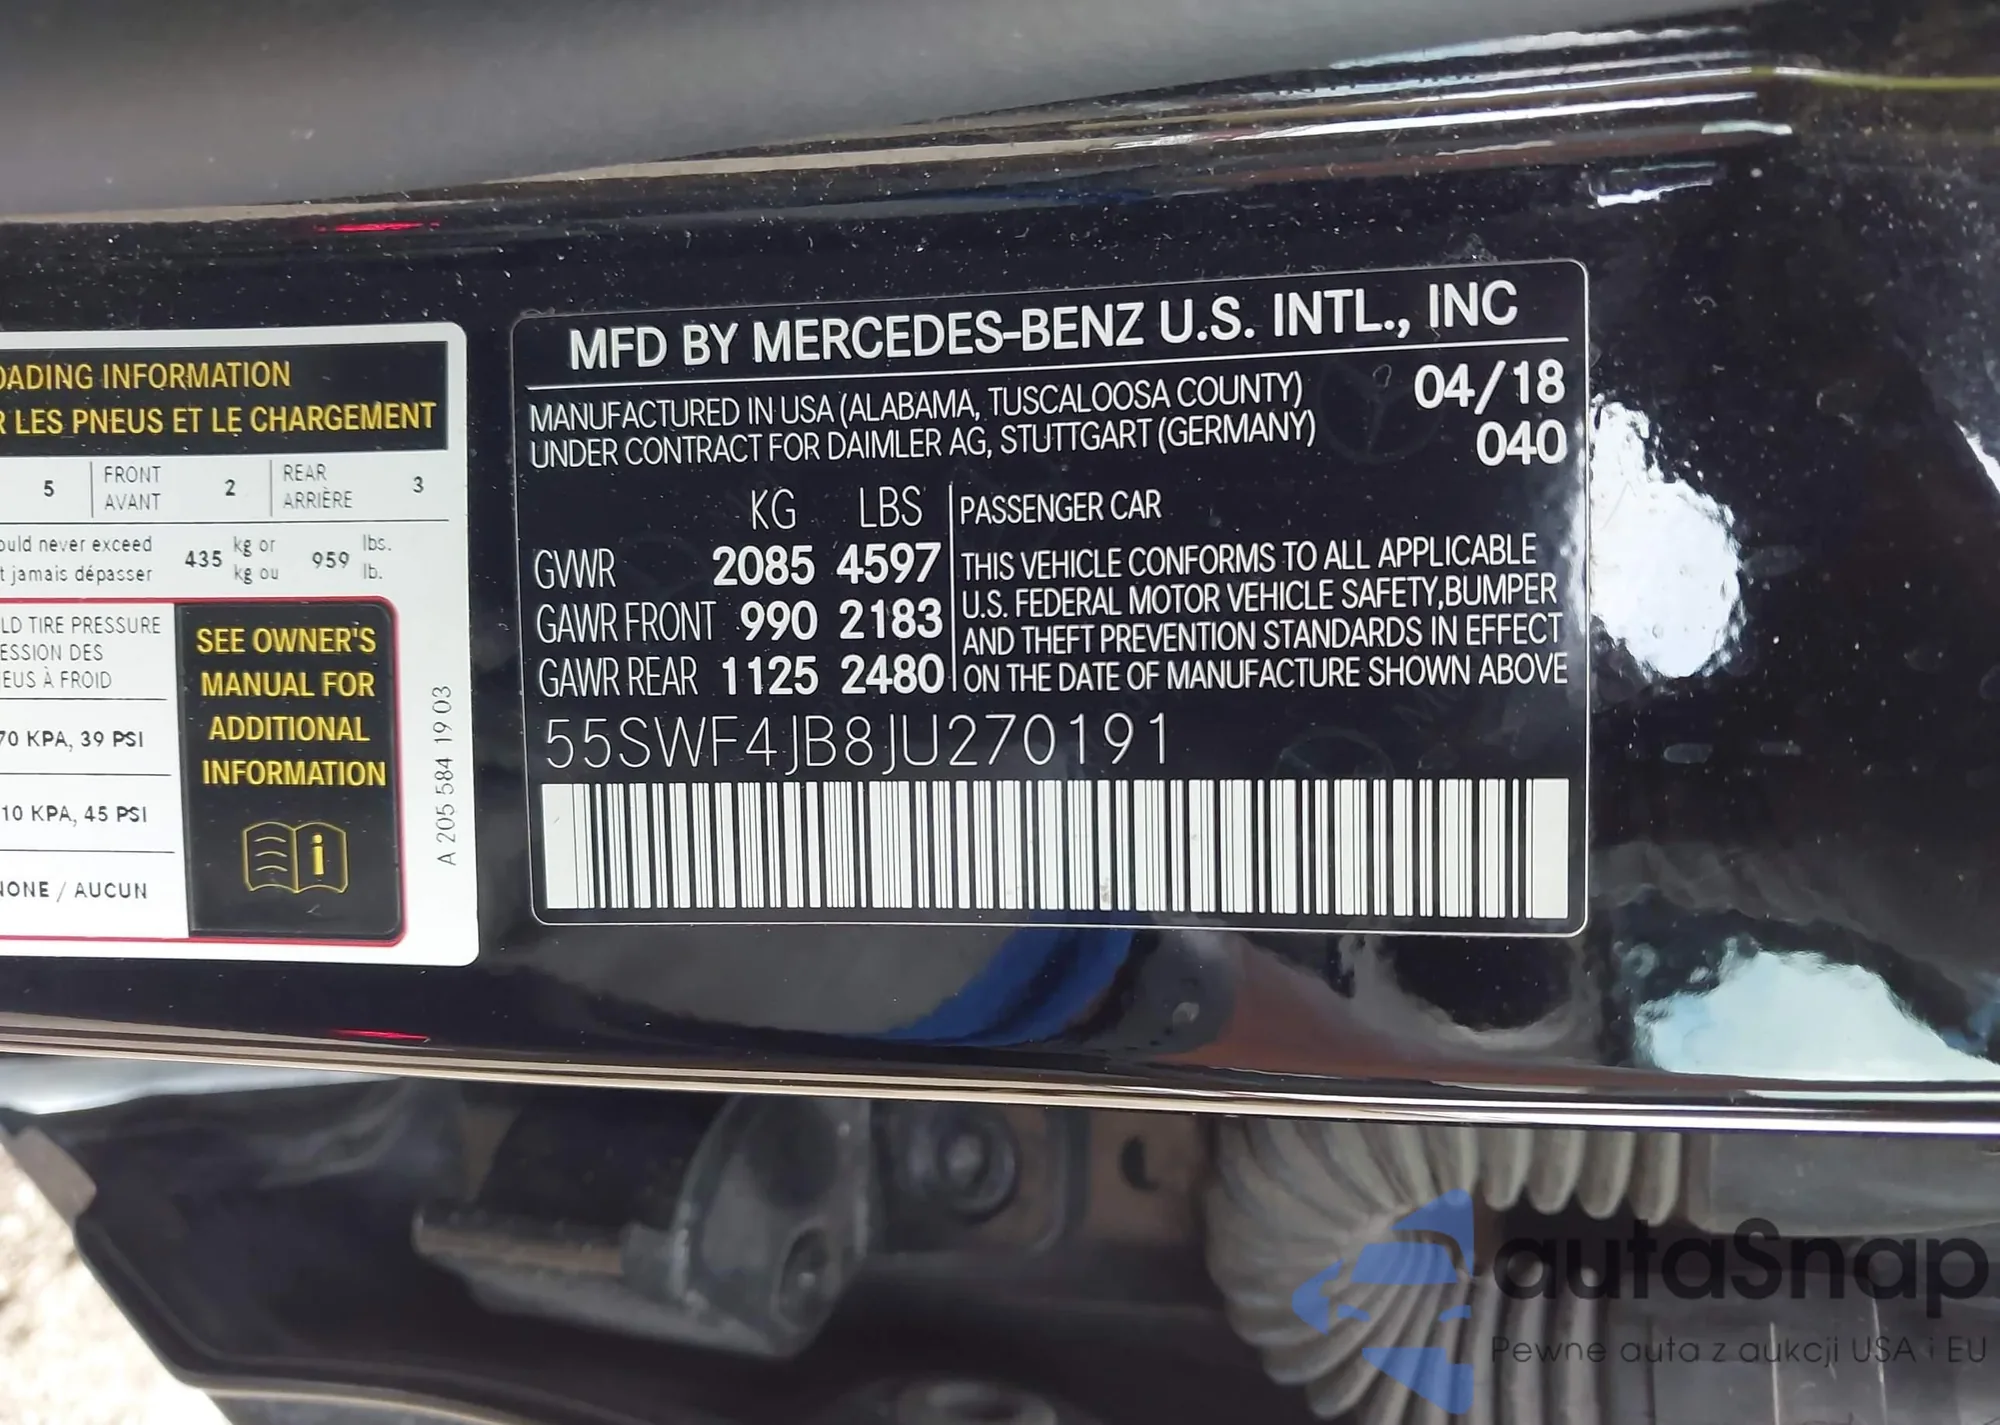 OADING INFORMATION
R LES PNEUS ET LE CHARGEMENT
5 FRONT AVANT 2 REAR ARRIÈRE 3
ould never exceed 435 kg or 959 lbs.
t jamais dépasser kg ou lb.
LD TIRE PRESSURE
ESSION DES
NEUS À FROID
70 KPA, 39 PSI
10 KPA, 45 PSI
NONE / AUCUN
SEE OWNER'S
MANUAL FOR
ADDITIONAL
INFORMATION
i
A 205 584 19 03
MFD BY MERCEDES-BENZ U.S. INTL., INC
MANUFACTURED IN USA (ALABAMA, TUSCALOOSA COUNTY) 04/18
UNDER CONTRACT FOR DAIMLER AG, STUTTGART (GERMANY) 040
KG LBS
GVWR 2085 4597
GAWR FRONT 990 2183
GAWR REAR 1125 2480
PASSENGER CAR
THIS VEHICLE CONFORMS TO ALL APPLICABLE
U.S. FEDERAL MOTOR VEHICLE SAFETY,BUMPER
AND THEFT PREVENTION STANDARDS IN EFFECT
ON THE DATE OF MANUFACTURE SHOWN ABOVE
55SWF4JB8JU270191
autaSnap
Pewne auta z aukcji USA i EU